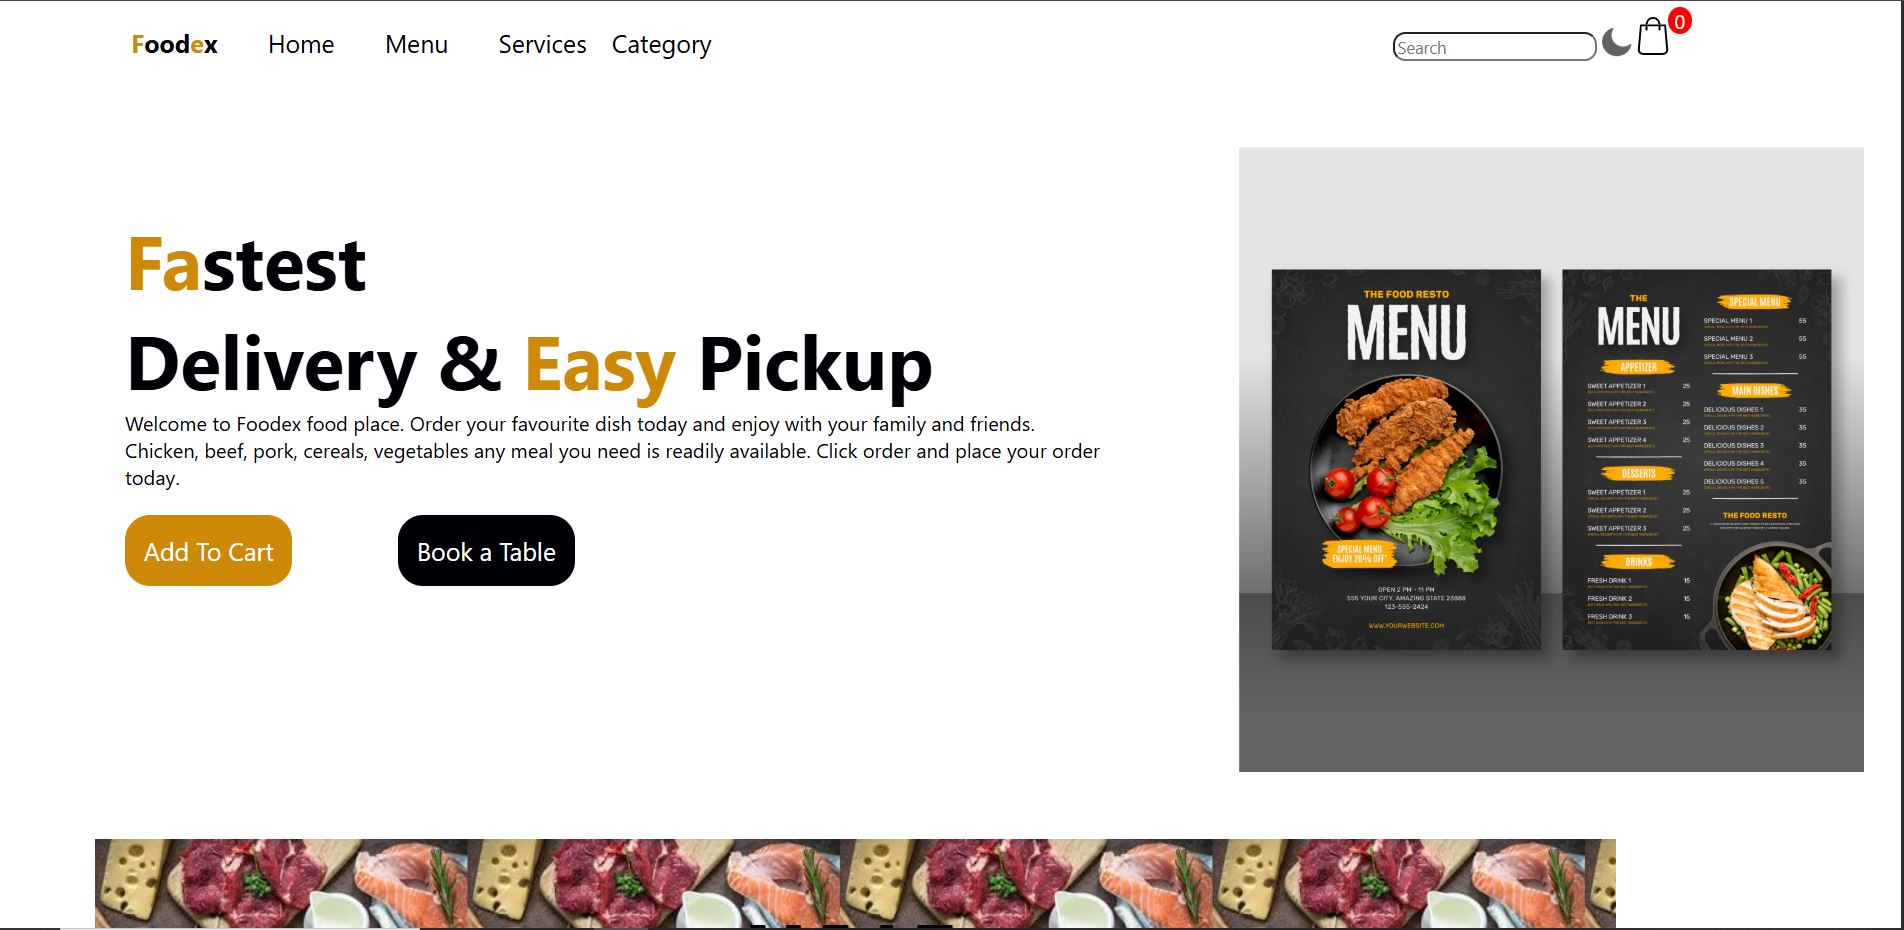 Foodex Home Menu Services Category Search 0
Fastest
Delivery & Easy Pickup
Welcome to Foodex food place. Order your favourite dish today and enjoy with your family and friends.
Chicken, beef, pork, cereals, vegetables any meal you need is readily available. Click order and place your order
today.
Add To Cart Book a Table
THE FOOD RESTO
MENU
SPECIAL MENU
ENJOY 20% OFF
OPEN 2 PM - 11 PM
555 YOUR CITY, AMAZING STATE 23888
123-555-2424
WWW.YOURWEBSITE.COM
THE
MENU
APPETIZER
SWEET APPETIZER 1 25
SWEET APPETIZER 2 25
SWEET APPETIZER 3 25
SWEET APPETIZER 4 25
DESSERTS
SWEET APPETIZER 1 25
SWEET APPETIZER 2 25
SWEET APPETIZER 3 25
DRINKS
FRESH DRINK 1 15
FRESH DRINK 2 15
FRESH DRINK 3 15
SPECIAL MENU
SPECIAL MENU 1 55
SPECIAL MENU 2 55
SPECIAL MENU 3 55
MAIN DISHES
DELICIOUS DISHES 1 35
DELICIOUS DISHES 2 35
DELICIOUS DISHES 3 35
DELICIOUS DISHES 4 35
DELICIOUS DISHES 5 35
THE FOOD RESTO